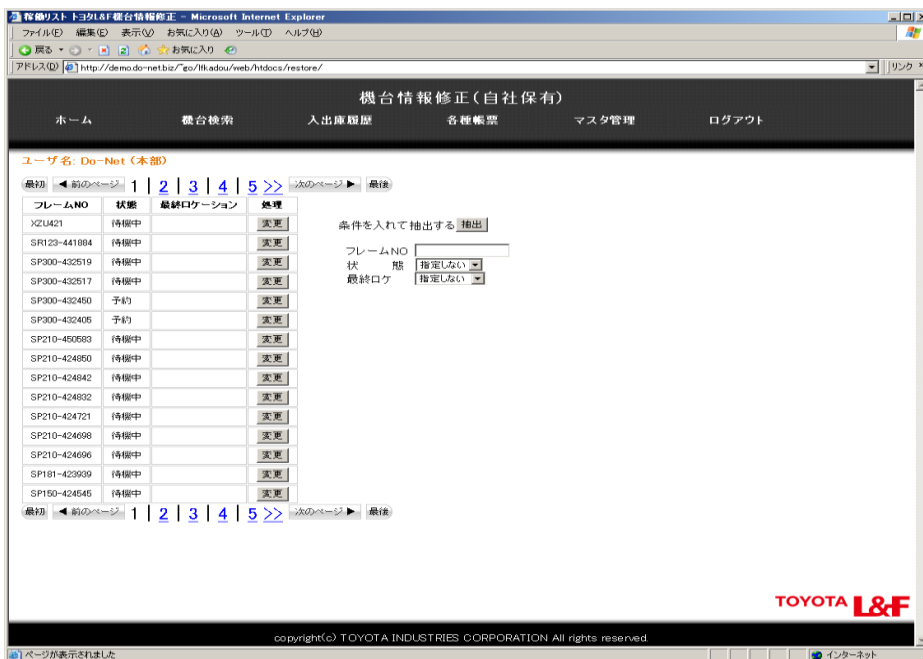 稼働リスト トヨタL&F機台情報修正 - Microsoft Internet Explorer
ファイル(F) 編集(E) 表示(V) お気に入り(A) ツール(T) ヘルプ(H)
戻る お気に入り
アドレス(D) http://demo.do-net.biz/~go/lfkadou/web/htdocs/restore/ リンク
機台情報修正(自社保有)
ホーム 機台検索 入出庫履歴 各種帳票 マスタ管理 ログアウト
ユーザ名: Do-Net (本部)
最初 ◀前のページ 1 | 2 | 3 | 4 | 5 >> 次のページ▶ 最後
フレームNO 状態 最終ロケーション 処理
XZU421 待機中 変更
SR123-441884 待機中 変更
SP300-432519 待機中 変更
SP300-432517 待機中 変更
SP300-432450 予約 変更
SP300-432405 予約 変更
SP210-450583 待機中 変更
SP210-424850 待機中 変更
SP210-424842 待機中 変更
SP210-424832 待機中 変更
SP210-424721 待機中 変更
SP210-424698 待機中 変更
SP210-424696 待機中 変更
SP181-423939 待機中 変更
SP150-424545 待機中 変更
条件を入れて抽出する 抽出
フレームNO
状 態 指定しない
最終ロケ 指定しない
最初 ◀前のページ 1 | 2 | 3 | 4 | 5 >> 次のページ▶ 最後
TOYOTA L&F
copyright(c) TOYOTA INDUSTRIES CORPORATION All rights reserved.
ページが表示されました インターネット